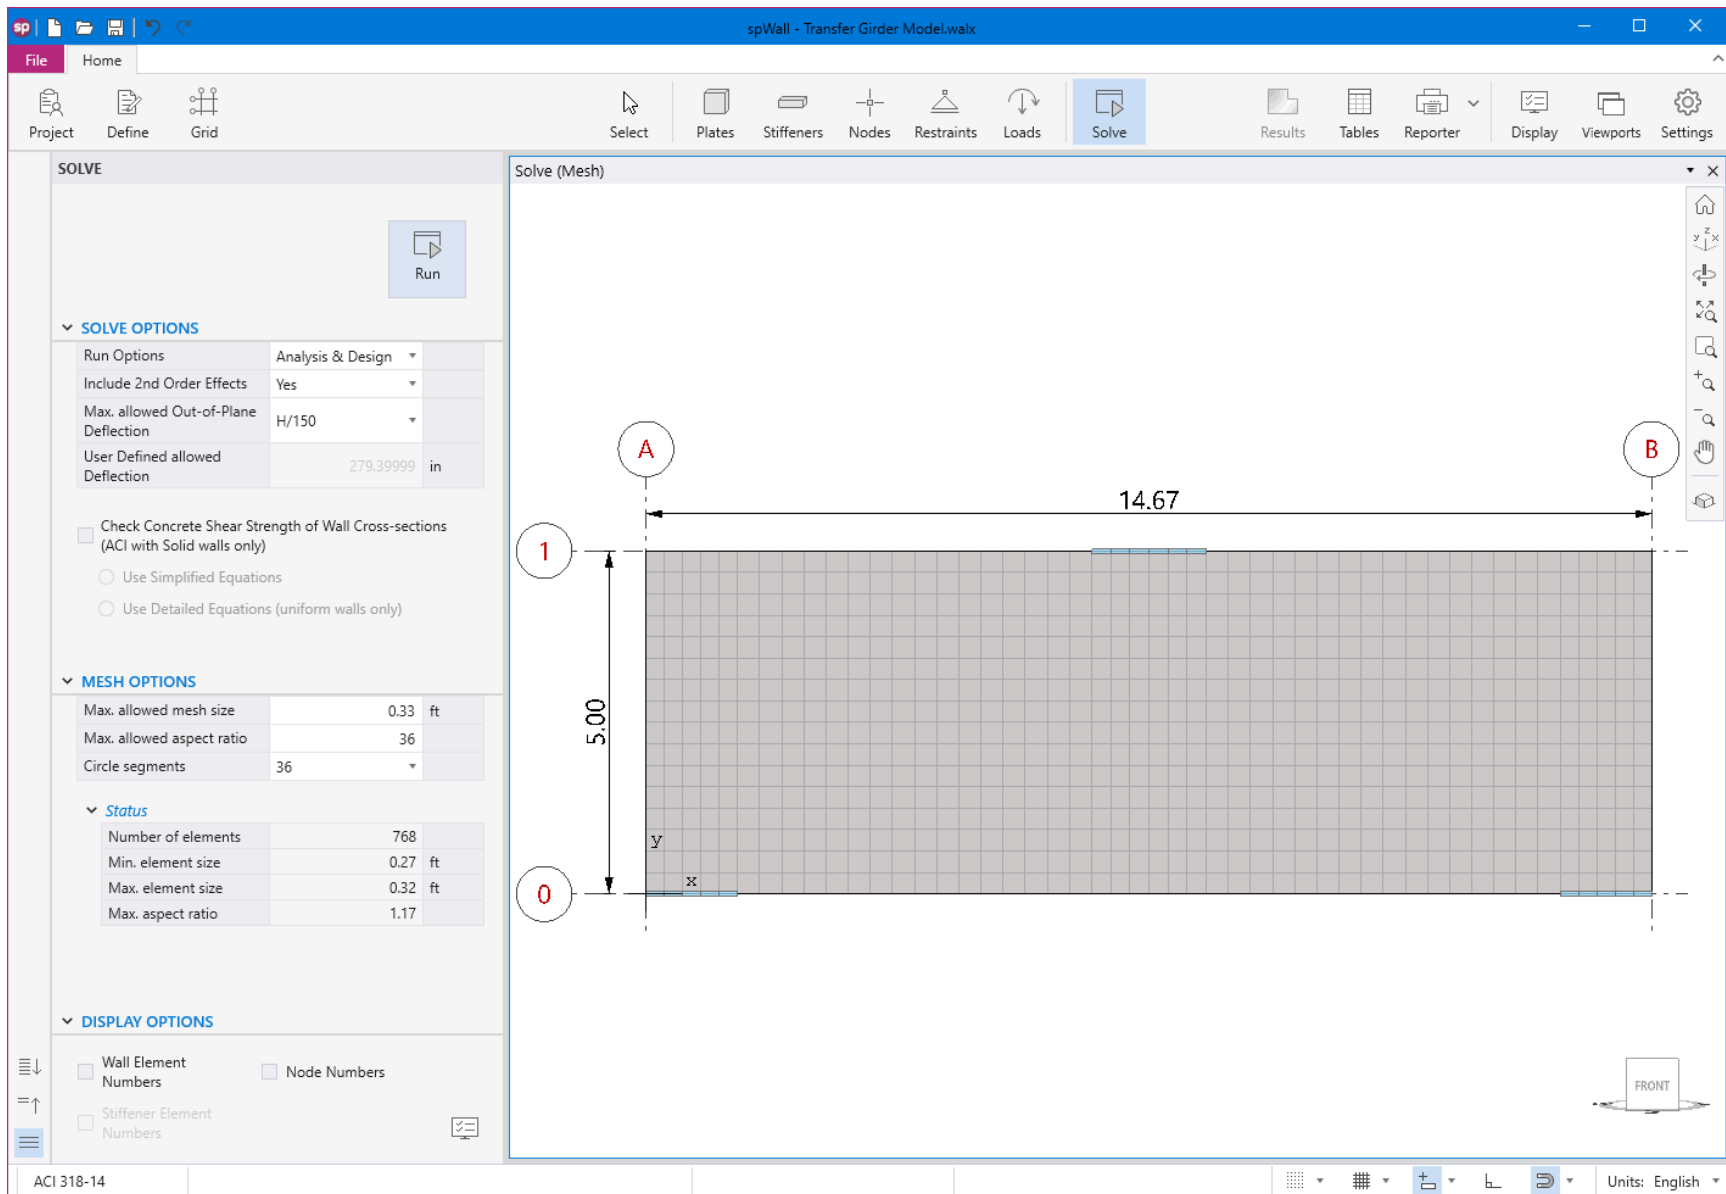 sp
spWall - Transfer Girder Model.walx
File Home
Project Define Grid Select Plates Stiffeners Nodes Restraints Loads Solve Results Tables Reporter Display Viewports Settings
SOLVE
Run
SOLVE OPTIONS
Run Options Analysis & Design
Include 2nd Order Effects Yes
Max. allowed Out-of-Plane
Deflection
H/150
User Defined allowed
Deflection
279.39999 in
Check Concrete Shear Strength of Wall Cross-sections
(ACI with Solid walls only)
Use Simplified Equations
Use Detailed Equations (uniform walls only)
MESH OPTIONS
Max. allowed mesh size 0.33 ft
Max. allowed aspect ratio 36
Circle segments 36
Status
Number of elements 768
Min. element size 0.27 ft
Max. element size 0.32 ft
Max. aspect ratio 1.17
DISPLAY OPTIONS
Wall Element
Numbers
Node Numbers
Stiffener Element
Numbers
Solve (Mesh)
y z x
A B
14.67
1
5.00
y
x
0
FRONT
ACI 318-14
Units: English